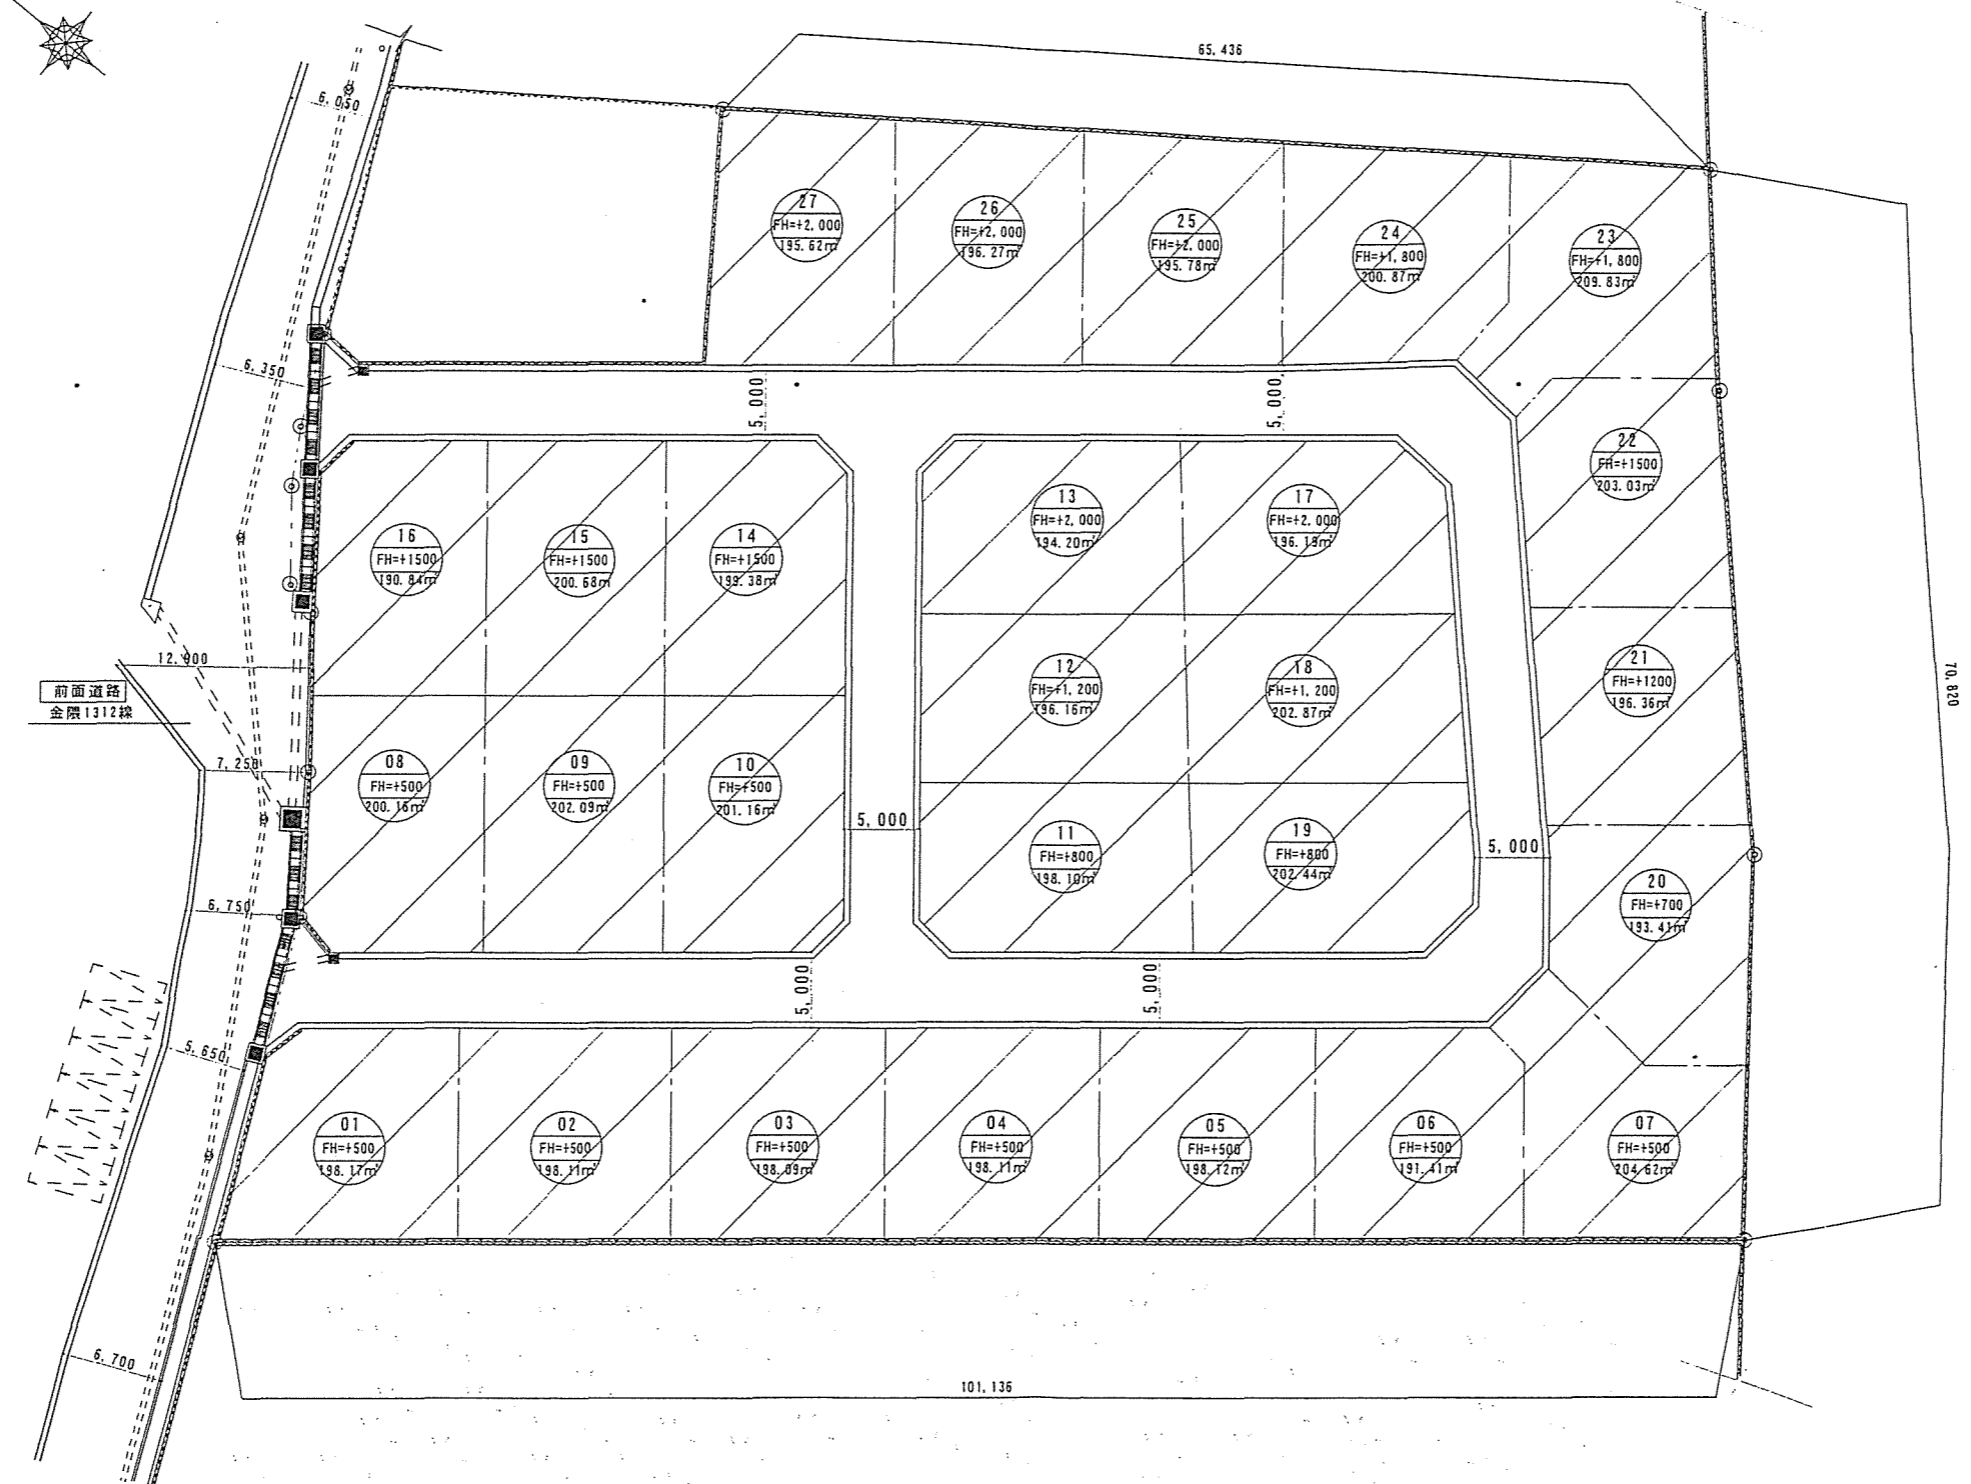 65,436
6,050
27
FH=+2,000
195.62㎡
26
FH=+2,000
196.27㎡
25
FH=+2,000
195.78㎡
24
FH=+1,800
200.87㎡
23
FH=+1,800
209.83㎡
6,350
5,000
5,000
22
FH=+1500
203.03㎡
16
FH=+1500
190.84㎡
15
FH=+1500
200.68㎡
14
FH=+1500
199.38㎡
13
FH=+2,000
194.20㎡
17
FH=+2,000
196.19㎡
12,900
前面道路
金隈1312線
12
FH=+1,200
196.16㎡
18
FH=+1,200
202.87㎡
21
FH=+1200
196.36㎡
70,820
7,250
08
FH=+500
200.16㎡
09
FH=+500
202.09㎡
10
FH=+500
201.16㎡
5,000
11
FH=+800
198.10㎡
19
FH=+800
202.44㎡
5,000
20
FH=+700
193.41㎡
6,750
5,000
5,000
5,650
01
FH=+500
198.17㎡
02
FH=+500
198.11㎡
03
FH=+500
198.09㎡
04
FH=+500
198.11㎡
05
FH=+500
198.12㎡
06
FH=+500
191.41㎡
07
FH=+500
204.62㎡
6,700
101,136